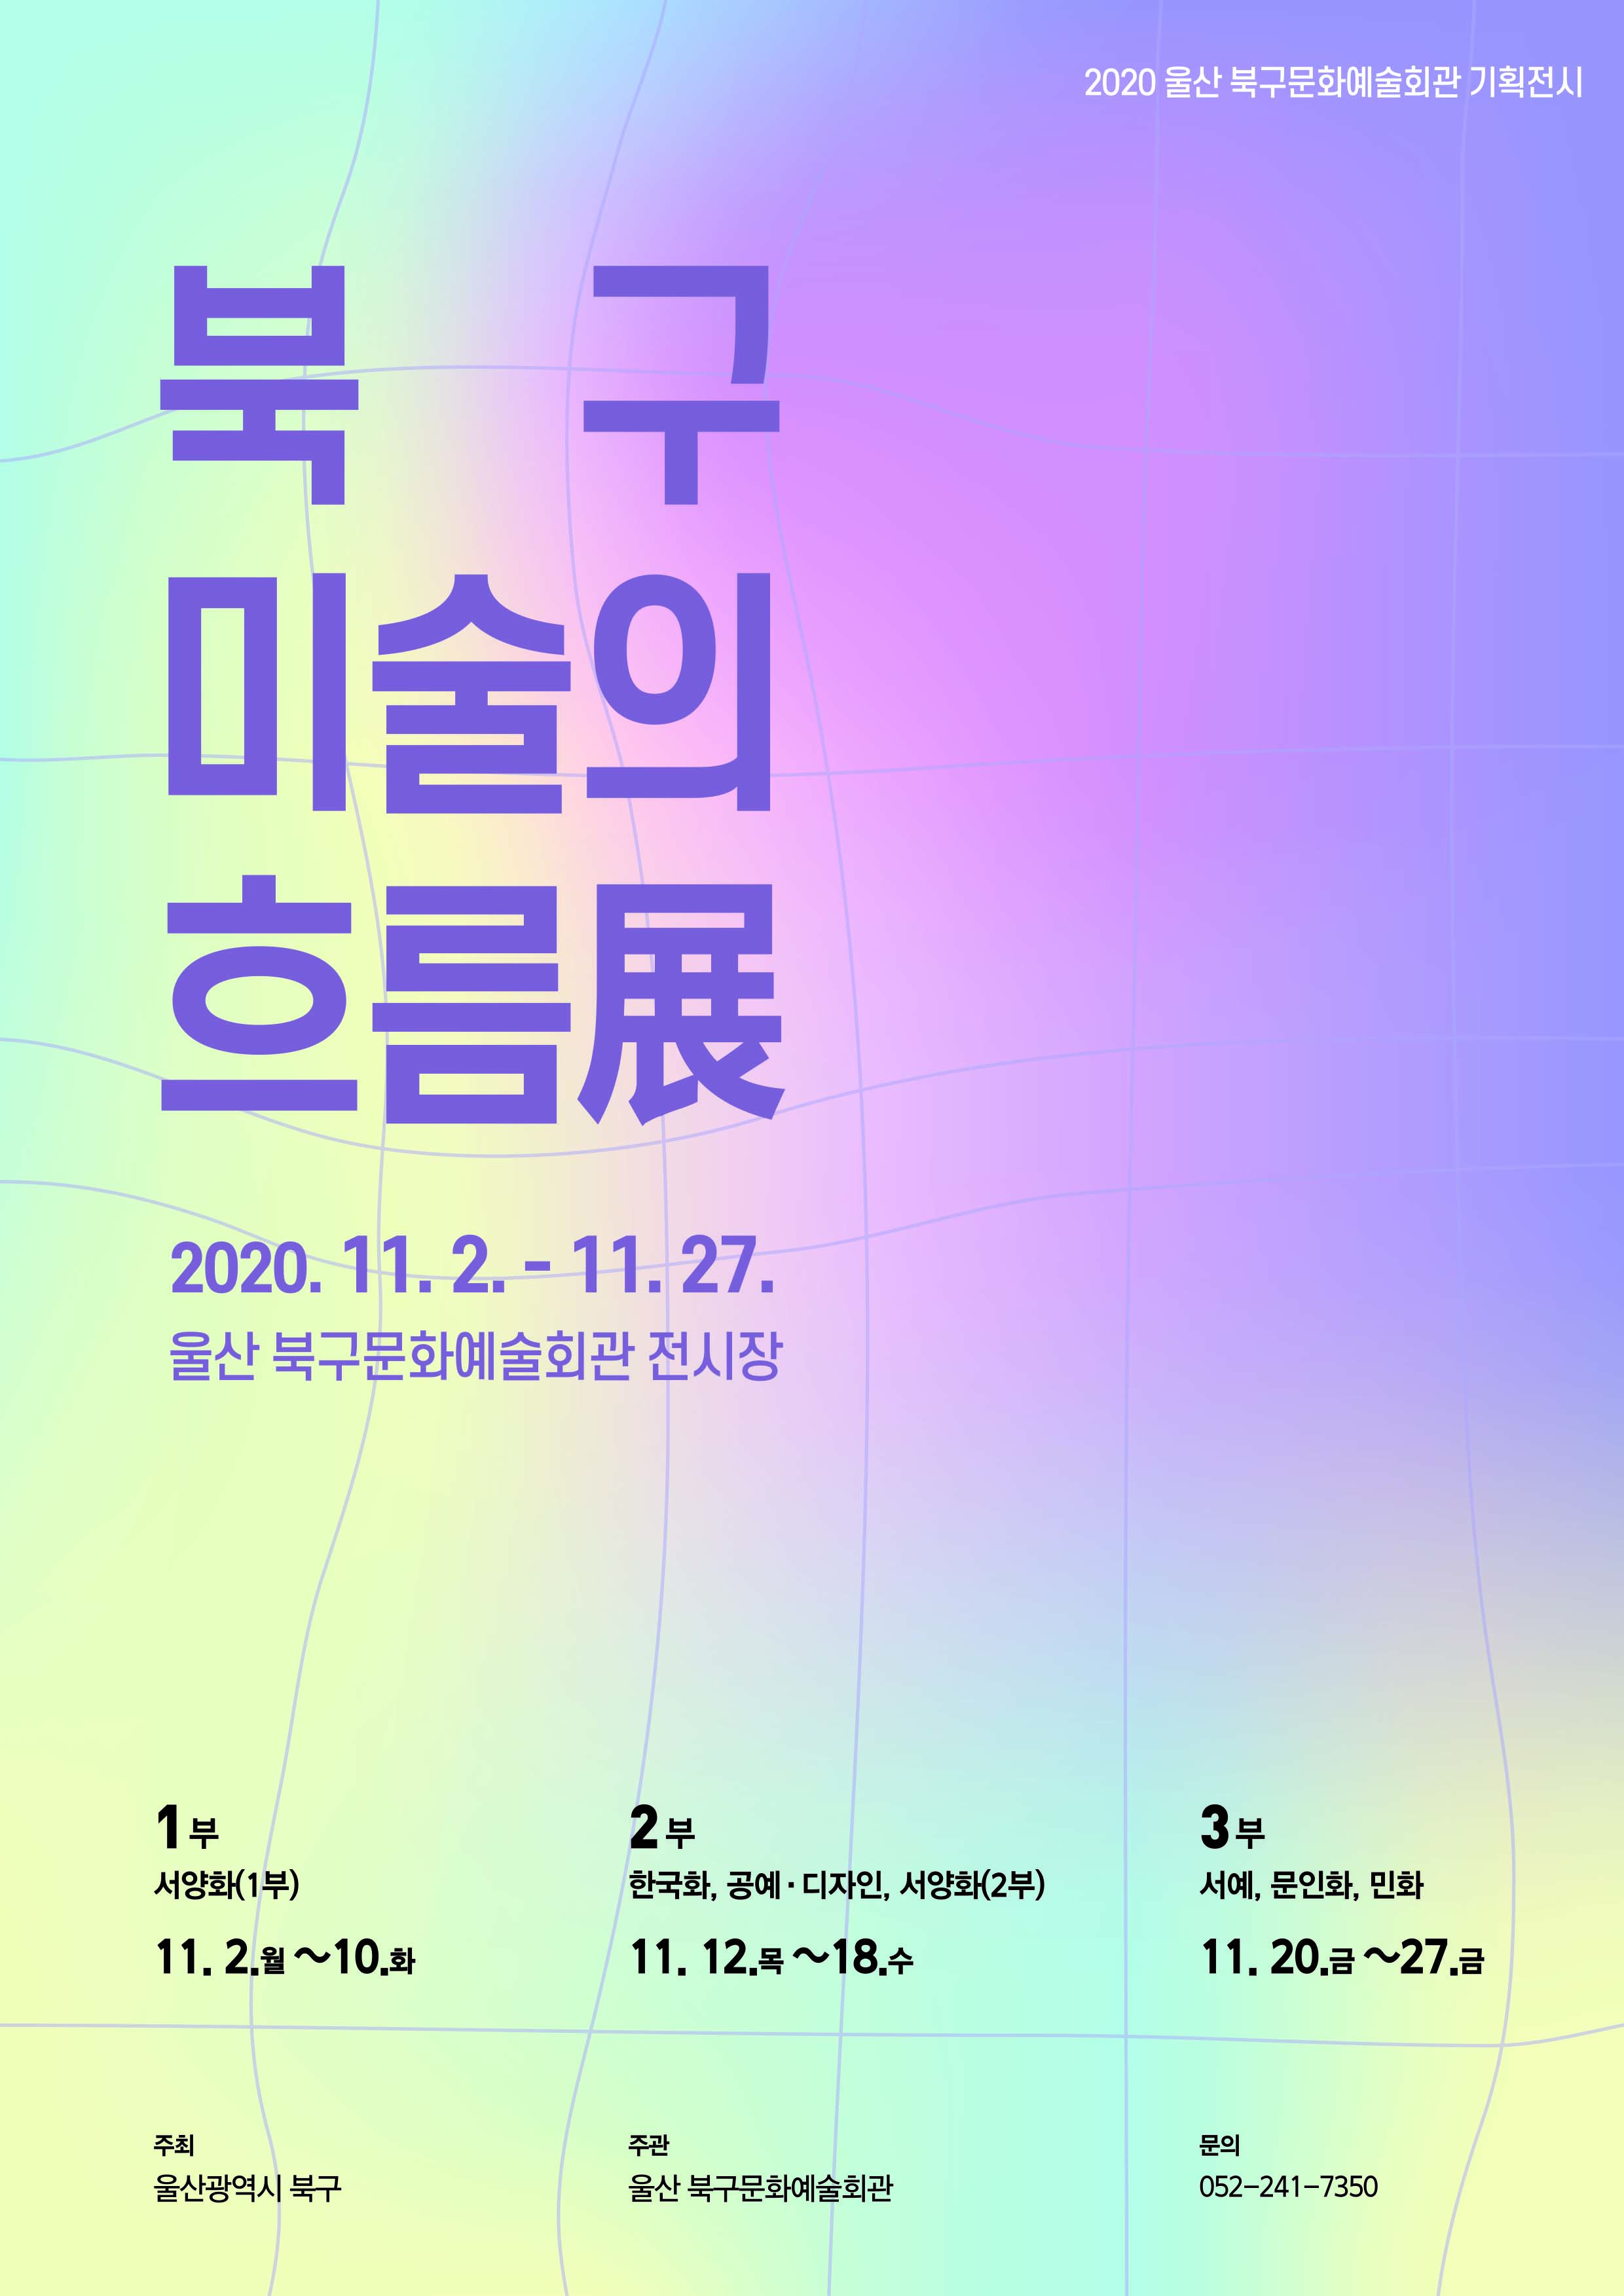 2020 울산 북구문화예술회관 기획전시
북 구
미술의
흐름展
2020. 11. 2. - 11. 27.
울산 북구문화예술회관 전시장
1부
서양화(1부)
11. 2.월 ~10.화
2부
한국화, 공예·디자인, 서양화(2부)
11. 12.목 ~18.수
3부
서예, 문인화, 민화
11. 20.금 ~27.금
주최
울산광역시 북구
주관
울산 북구문화예술회관
문의
052-241-7350